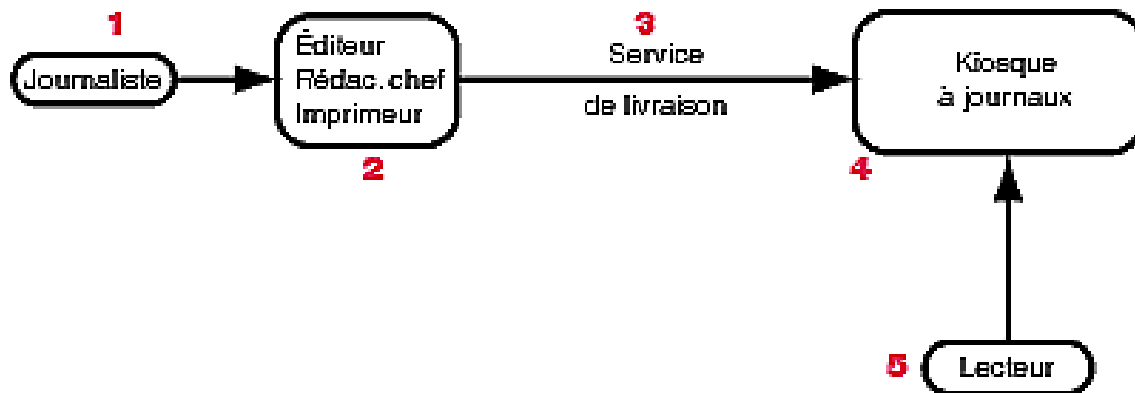 1
Journaliste
Éditeur
Rédac. chef
Imprimeur
2
3
Service
de livraison
Kiosque
à journaux
4
5
Lecteur